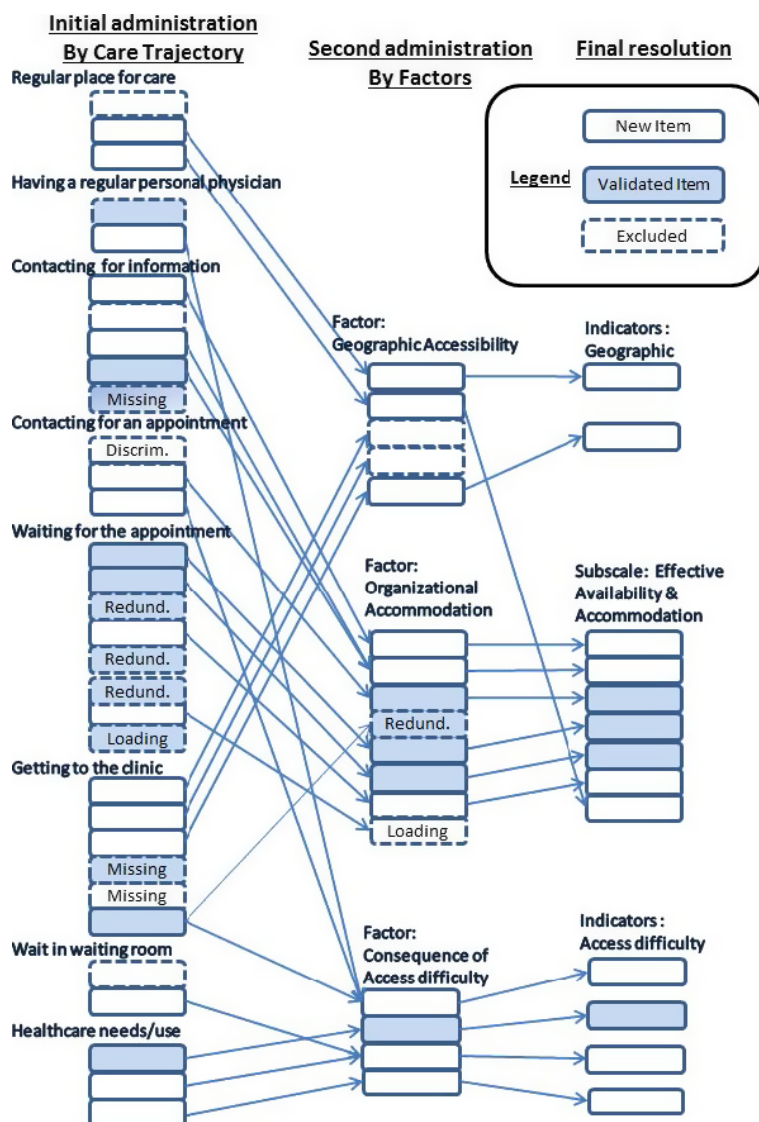 Initial administration
By Care Trajectory
Second administration
By Factors
Final resolution
Regular place for care
Having a regular personal physician
Contacting for information
Missing
Contacting for an appointment
Discrim.
Waiting for the appointment
Redund.
Redund.
Redund.
Loading
Getting to the clinic
Missing
Missing
Wait in waiting room
Healthcare needs/use
Factor:
Geographic Accessibility
Factor:
Organizational
Accommodation
Redund.
Loading
Factor:
Consequence of
Access difficulty
Legend
New Item
Validated Item
Excluded
Indicators :
Geographic
Subscale: Effective
Availability &
Accommodation
Indicators :
Access difficulty